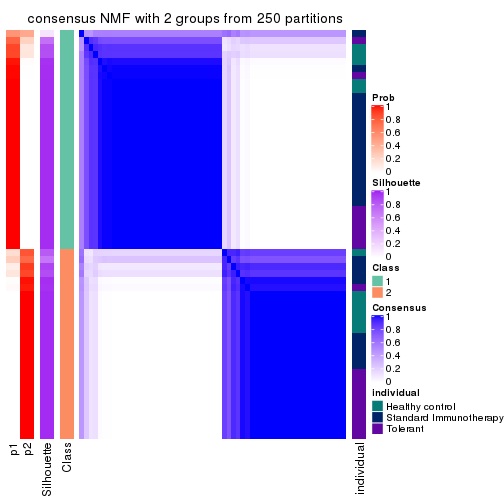 consensus NMF with 2 groups from 250 partitions
Prob
1
0.8
0.6
0.4
0.2
0
Silhouette
1
0.8
0.6
0.4
0.2
0
Class
1
2
Consensus
1
0.8
0.6
0.4
0.2
0
individual
Healthy control
Standard Immunotherapy
Tolerant
p1
p2
Silhouette
Class
individual